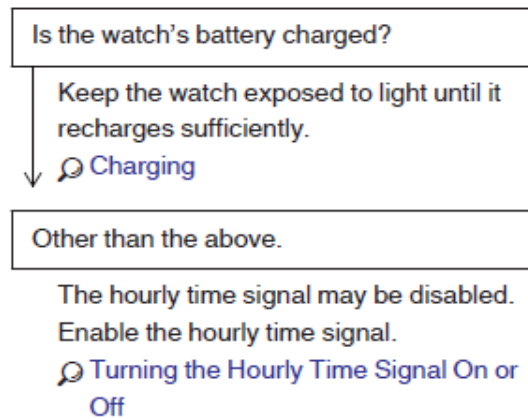 Is the watch's battery charged?
Keep the watch exposed to light until it
recharges sufficiently.
Charging
Other than the above.
The hourly time signal may be disabled.
Enable the hourly time signal.
Turning the Hourly Time Signal On or
Off